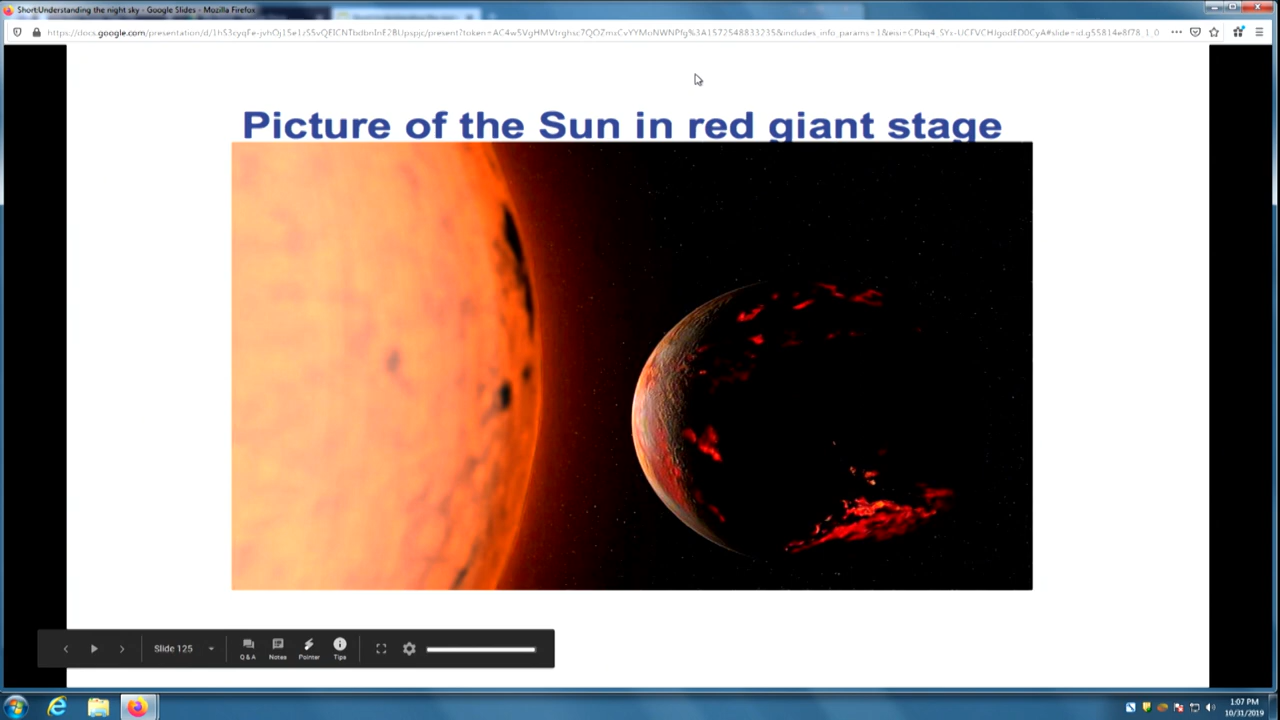 Short:Understanding the night sky - Google Slides - Mozilla Firefox
Picture of the Sun in red giant stage
Slide 125
Q & A
Notes
Pointer
Tips
1:07 PM
10/31/2019